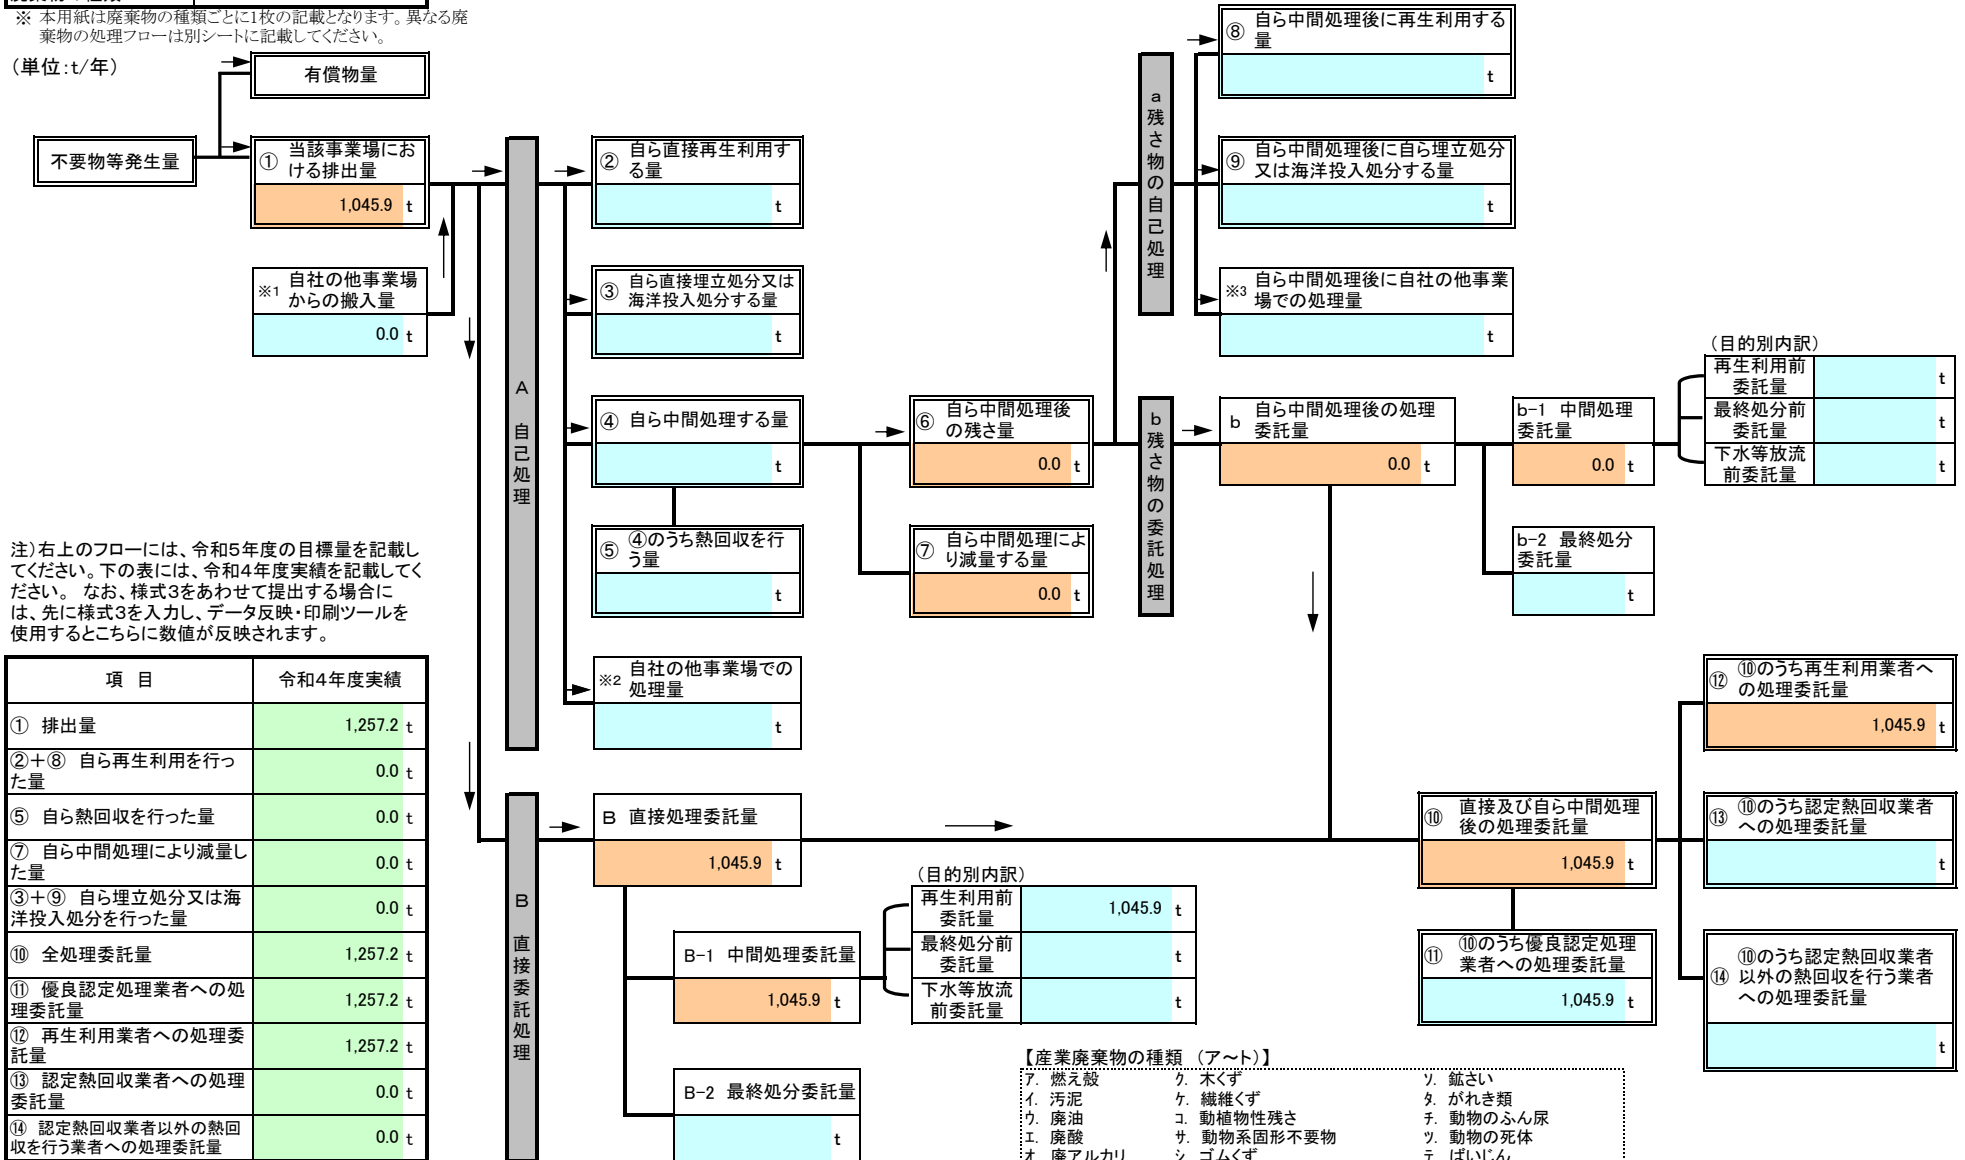 ※ 本用紙は廃棄物の種類ごとに1枚の記載となります。異なる廃
棄物の処理フローは別シートに記載してください。
(単位:t/年)
有償物量
不要物等発生量
① 当該事業場にお
ける排出量
1,045.9 t
※1 自社の他事業場
からの搬入量
0.0 t
A 自己処理
② 自ら直接再生利用す
る量
t
③ 自ら直接埋立処分又は
海洋投入処分する量
t
④ 自ら中間処理する量
t
⑤ ④のうち熱回収を行
う量
t
※2 自社の他事業場での
処理量
t
⑥ 自ら中間処理後
の残さ量
0.0 t
⑦ 自ら中間処理によ
り減量する量
0.0 t
a 残さ物の自己処理
⑧ 自ら中間処理後に再生利用する
量
t
⑨ 自ら中間処理後に自ら埋立処分
又は海洋投入処分する量
t
※3 自ら中間処理後に自社の他事業
場での処理量
t
b 残さ物の委託処理
b 自ら中間処理後の処理
委託量
0.0 t
b-1 中間処理
委託量
0.0 t
b-2 最終処分
委託量
t
(目的別内訳)
再生利用前
委託量
t
最終処分前
委託量
t
下水等放流
前委託量
t
注)右上のフローには、令和5年度の目標量を記載し
てください。下の表には、令和4年度実績を記載してく
ださい。 なお、様式3をあわせて提出する場合に
は、先に様式3を入力し、データ反映・印刷ツールを
使用するとこちらに数値が反映されます。
項 目 令和4年度実績
① 排出量 1,257.2 t
②+⑧ 自ら再生利用を行っ
た量 0.0 t
⑤ 自ら熱回収を行った量 0.0 t
⑦ 自ら中間処理により減量し
た量 0.0 t
③+⑨ 自ら埋立処分又は海
洋投入処分を行った量 0.0 t
⑩ 全処理委託量 1,257.2 t
⑪ 優良認定処理業者への処
理委託量 1,257.2 t
⑫ 再生利用業者への処理委
託量 1,257.2 t
⑬ 認定熱回収業者への処理
委託量 0.0 t
⑭ 認定熱回収業者以外の熱回
収を行う業者への処理委託量 0.0 t
B 直接委託処理
B 直接処理委託量
1,045.9 t
B-1 中間処理委託量
1,045.9 t
B-2 最終処分委託量
t
(目的別内訳)
再生利用前
委託量
1,045.9 t
最終処分前
委託量
t
下水等放流
前委託量
t
⑩ 直接及び自ら中間処理
後の処理委託量
1,045.9 t
⑪ ⑩のうち優良認定処理
業者への処理委託量
1,045.9 t
⑫ ⑩のうち再生利用業者へ
の処理委託量
1,045.9 t
⑬ ⑩のうち認定熱回収業者
への処理委託量
t
⑭ ⑩のうち認定熱回収業者
以外の熱回収を行う業者
への処理委託量
t
【産業廃棄物の種類 (ア~ト)】
ア. 燃え殻 ク. 木くず ソ. 鉱さい
イ. 汚泥 ケ. 繊維くず タ. がれき類
ウ. 廃油 コ. 動植物性残さ チ. 動物のふん尿
エ. 廃酸 サ. 動物系固形不要物 ツ. 動物の死体
オ. 廃アルカリ シ. ゴムくず テ. ばいじん